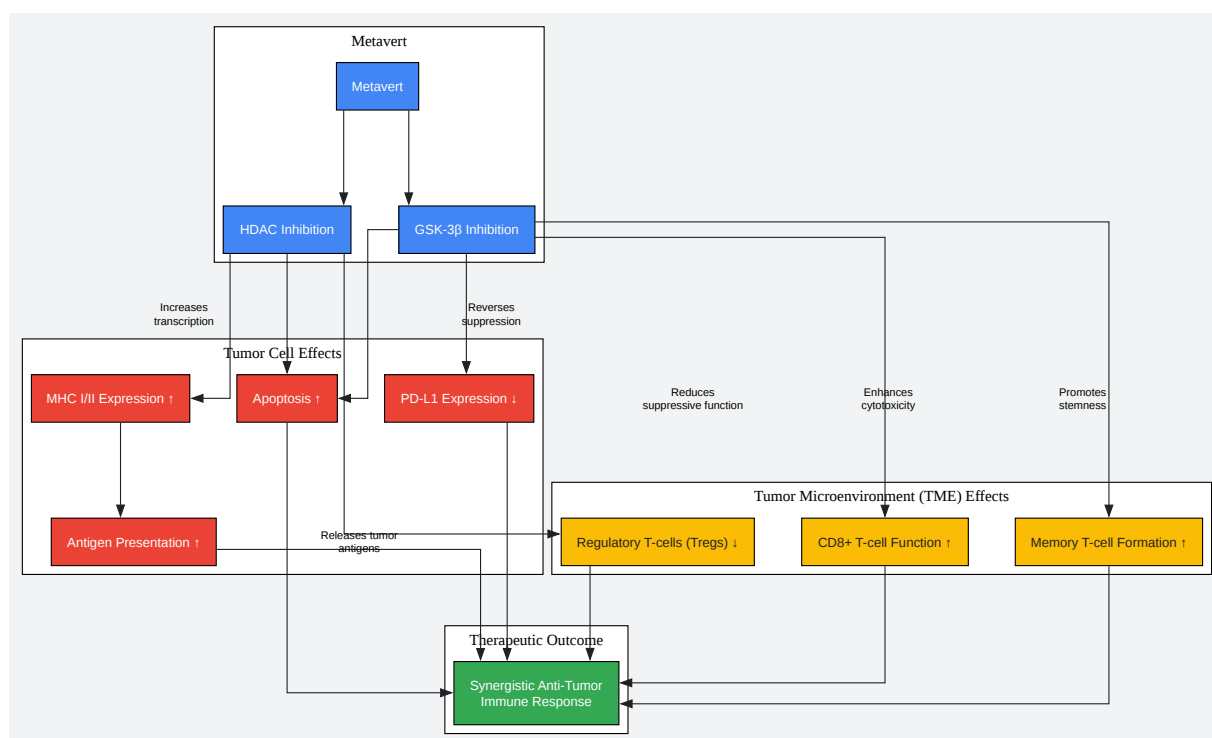 Metavert
Metavert
HDAC Inhibition
GSK-3β Inhibition
Increases
transcription
Reverses
suppression
Tumor Cell Effects
MHC I/II Expression ↑
Apoptosis ↑
PD-L1 Expression ↓
Reduces
suppressive function
Enhances
cytotoxicity
Promotes
stemness
Tumor Microenvironment (TME) Effects
Antigen Presentation ↑
Releases tumor
antigens
Regulatory T-cells (Tregs) ↓
CD8+ T-cell Function ↑
Memory T-cell Formation ↑
Therapeutic Outcome
Synergistic Anti-Tumor
Immune Response